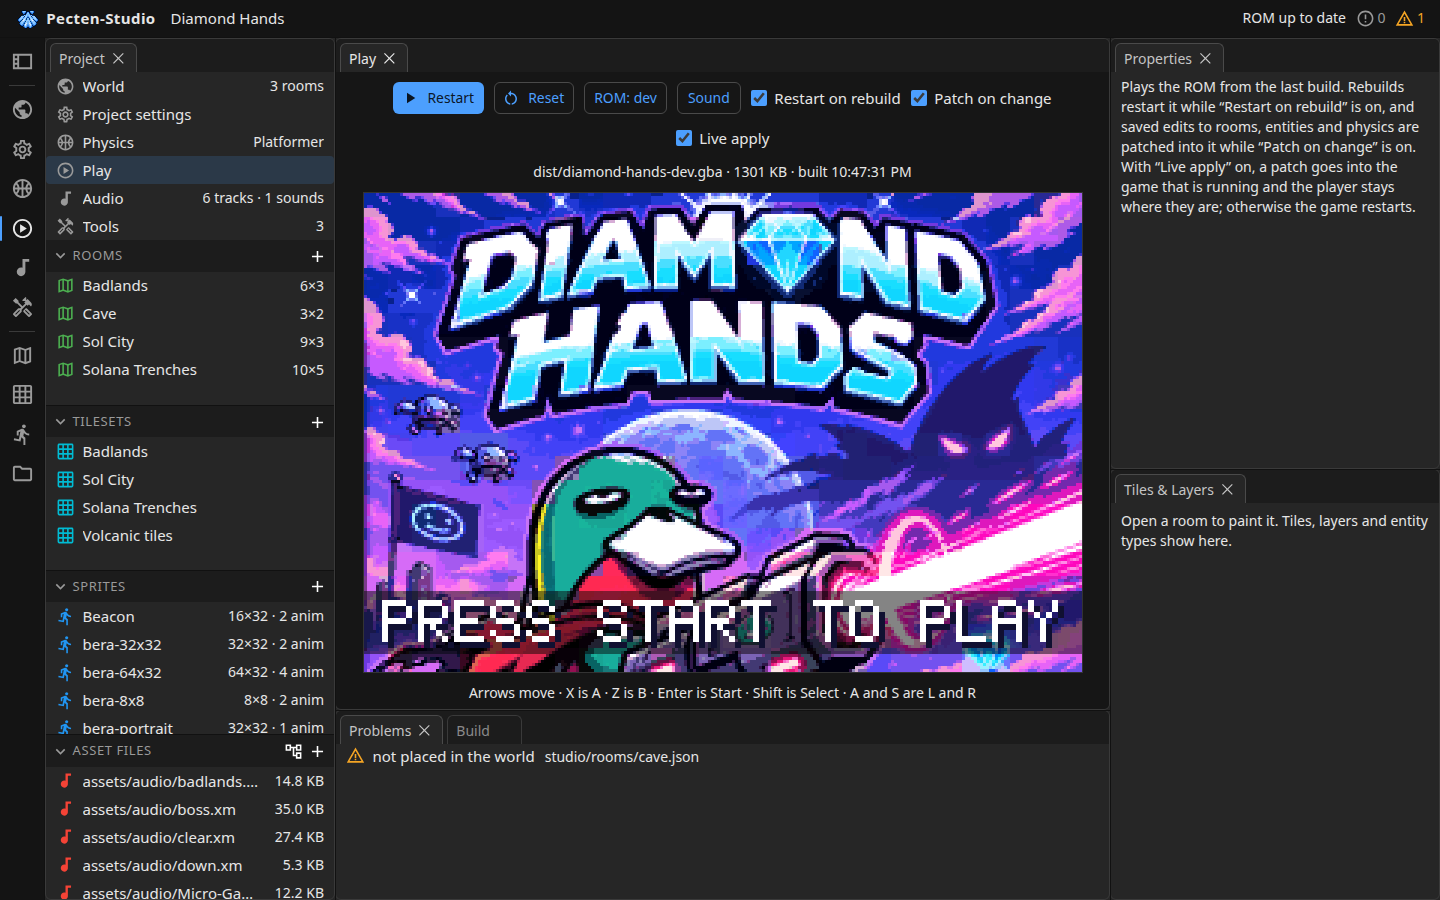 Pecten-Studio Diamond Hands ROM up to date 0 1
Project
World 3 rooms
Project settings
Physics Platformer
Play
Audio 6 tracks · 1 sounds
Tools 3
ROOMS
Badlands 6×3
Cave 3×2
Sol City 9×3
Solana Trenches 10×5
TILESETS
Badlands
Sol City
Solana Trenches
Volcanic tiles
SPRITES
Beacon 16×32 · 2 anim
bera-32x32 32×32 · 2 anim
bera-64x32 64×32 · 4 anim
bera-8x8 8×8 · 2 anim
bera-portrait 32×32 · 1 anim
ASSET FILES
assets/audio/badlands.... 14.8 KB
assets/audio/boss.xm 35.0 KB
assets/audio/clear.xm 27.4 KB
assets/audio/down.xm 5.3 KB
assets/audio/Micro-Ga... 12.2 KB
Play
Restart Reset ROM: dev Sound Restart on rebuild Patch on change
Live apply
dist/diamond-hands-dev.gba · 1301 KB · built 10:47:31 PM
DIAMOND
HANDS
PRESS START TO PLAY
Arrows move · X is A · Z is B · Enter is Start · Shift is Select · A and S are L and R
Problems Build
not placed in the world studio/rooms/cave.json
Properties
Plays the ROM from the last build. Rebuilds
restart it while “Restart on rebuild” is on, and
saved edits to rooms, entities and physics are
patched into it while “Patch on change” is on.
With “Live apply” on, a patch goes into the
game that is running and the player stays
where they are; otherwise the game restarts.
Tiles & Layers
Open a room to paint it. Tiles, layers and entity
types show here.